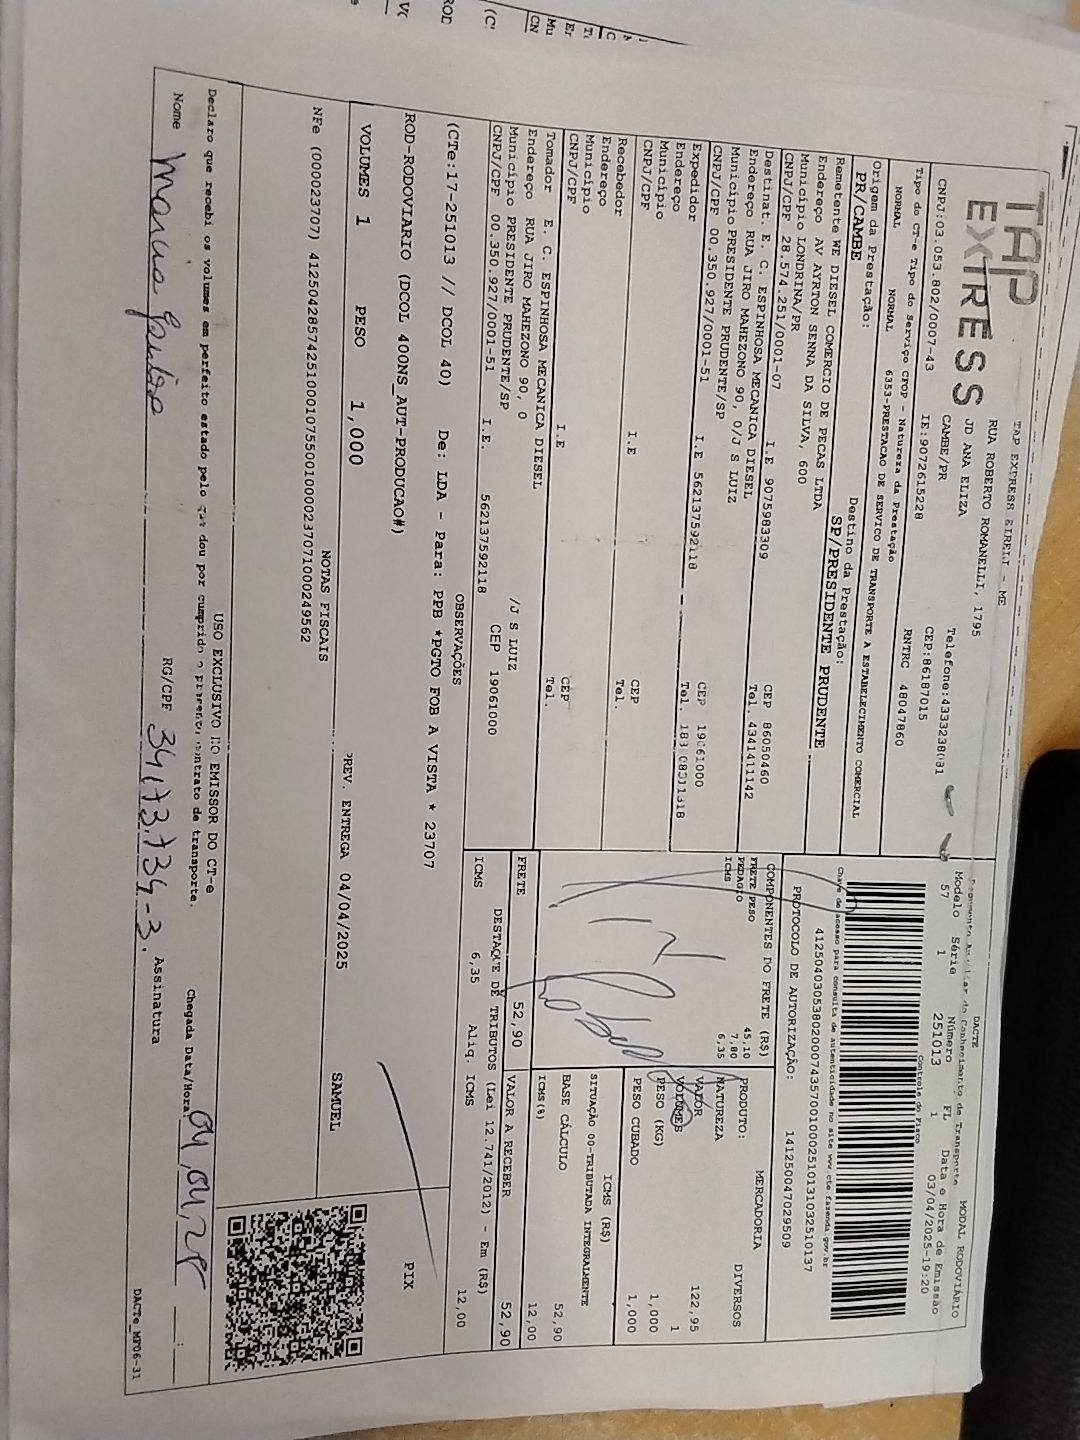 TAP
EXPRESS
TAP EXPRESS EIRELI - ME
RUA ROBERTO ROMANELLI, 1795
JD ANA ELIZA CEP:86187015
CAMBE/PR
CNPJ:03.053.802/0007-43 IE:9072615228 RNTRC 48047860
Tipo do CT-e Tipo do Serviço CFOP - Natureza da Prestação
NORMAL NORMAL 6353-PRESTACAO DE SERVICO DE TRANSPORTE A ESTABELECIMENTO COMERCIAL
Origem da Prestação: Destino da Prestação:
PR/CAMBE SP/PRESIDENTE PRUDENTE
Remetente WE DIESEL COMERCIO DE PECAS LTDA
Endereço AV AYRTON SENNA DA SILVA, 600
Município LONDRINA/PR CEP 86050460
CNPJ/CPF 28.574.251/0001-07 I.E 9075983309 Tel. 4341411142
Destinat. E. C. ESPINHOSA MECANICA DIESEL
Endereço RUA JIRO MAHEZONO 90, 0/J S LUIZ
Município PRESIDENTE PRUDENTE/SP CEP 19061000
CNPJ/CPF 00.350.927/0001-51 I.E 562137592118
Expedidor
Endereço
Município CEP
CNPJ/CPF I.E Tel.
Recebedor
Endereço
Município CEP
CNPJ/CPF I.E Tel.
Tomador E. C. ESPINHOSA MECANICA DIESEL
Endereço RUA JIRO MAHEZONO 90, 0 /J S LUIZ
Município PRESIDENTE PRUDENTE/SP CEP 19061000
CNPJ/CPF 00.350.927/0001-51 I.E. 562137592118
DACTE
Modelo Série Número FL Data e Hora de Emissão
57 1 251013 1 03/04/2025-19:20
MODAL RODOVIÁRIO
Controle do Fisco
Chave de acesso para consulta de autenticidade no site www.cte.fazenda.gov.br
PROTOCOLO DE AUTORIZAÇÃO: 141250047029509
COMPONENTES DO FRETE (R$)
FRETE PESO 45,10
PEDAGIO 7,80
ICMS 6,35
FRETE 52,90
MERCADORIA
PRODUTO: DIVERSOS
NATUREZA
VALOR 122,95
VOLUMES 1
PESO (KG) 1,000
PESO CUBADO 1,000
ICMS (R$)
SITUAÇÃO 00-TRIBUTADA INTEGRALMENTE
BASE CÁLCULO 52,90
ICMS(%) 12,00
VALOR A RECEBER 52,90
DESTAQUE DE TRIBUTOS (Lei 12.741/2012) - Em (R$)
ICMS 6,35 Aliq. ICMS 12,00
OBSERVAÇÕES
(CTe:17-251013 // DCOL 40) De: LDA - Para: PPB *PGTO FOB A VISTA * 23707
ROD-RODOVIARIO (DCOL 400NS_AUT-PRODUCAO#)
PIX
VOLUMES 1 PESO 1,000 PREV. ENTREGA 04/04/2025 SAMUEL
NOTAS FISCAIS
NFe (000023707)
USO EXCLUSIVO DO EMISSOR DO CT-e
Declaro que recebi os volumes em perfeito estado pelo que dou por cumprido o presente contrato de transporte.
Chegada Data/Hora
Nome RG/CPF Assinatura
DACTe_MF06-31